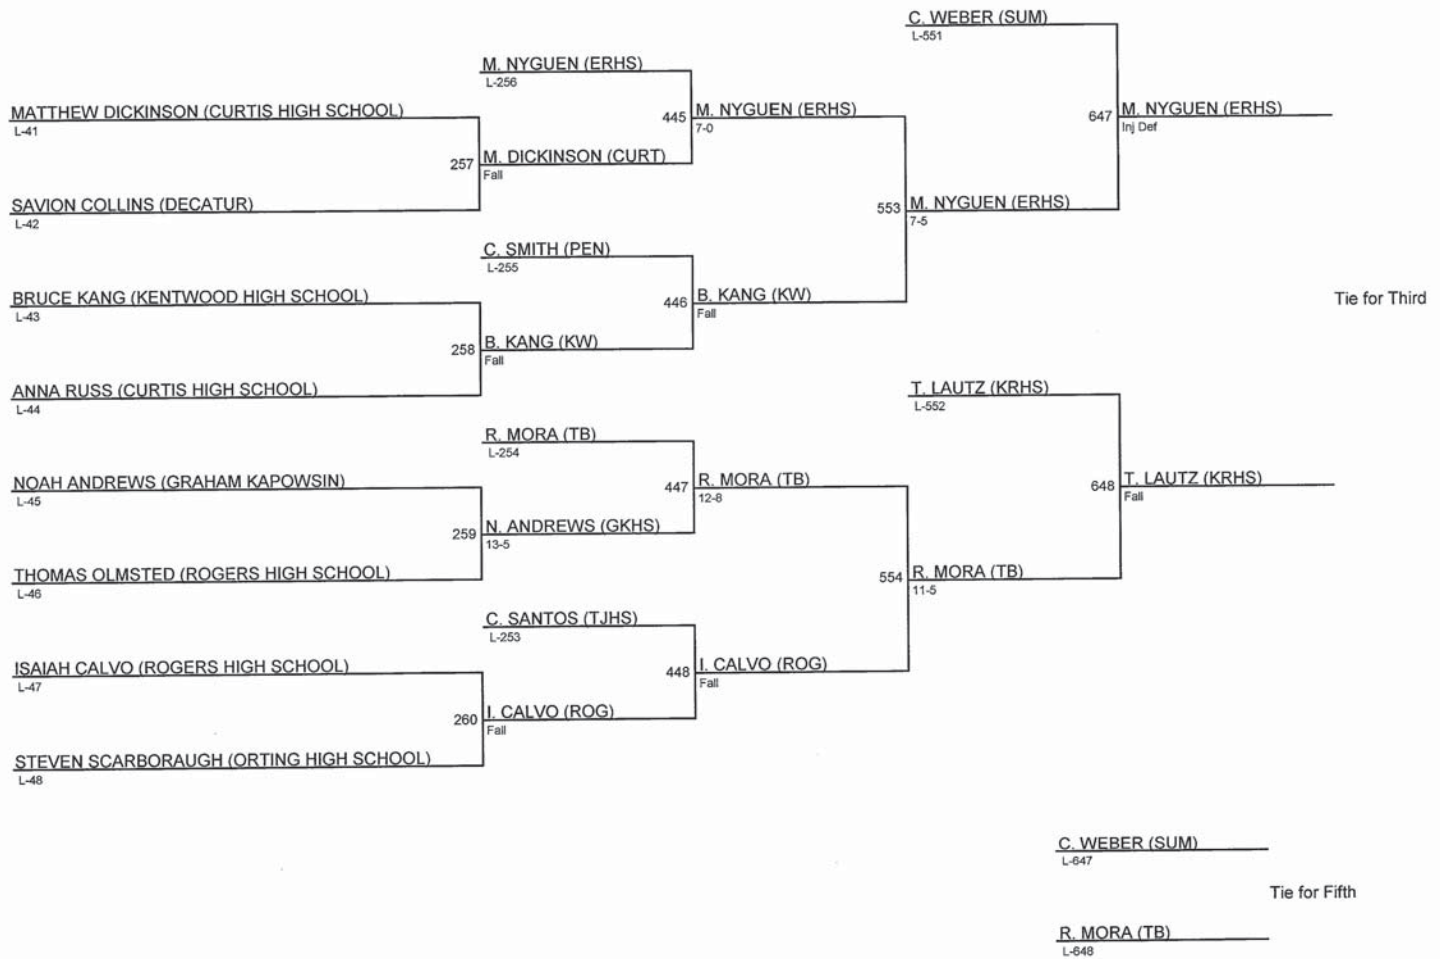 C. WEBER (SUM)
L-551
M. NYGUEN (ERHS)
L-256
MATTHEW DICKINSON (CURTIS HIGH SCHOOL)
L-41
445
M. NYGUEN (ERHS)
7-0
647
M. NYGUEN (ERHS)
Inj Def
257
M. DICKINSON (CURT)
Fall
SAVION COLLINS (DECATUR)
L-42
553
M. NYGUEN (ERHS)
7-5
C. SMITH (PEN)
L-255
BRUCE KANG (KENTWOOD HIGH SCHOOL)
L-43
446
B. KANG (KW)
Fall
Tie for Third
258
B. KANG (KW)
Fall
ANNA RUSS (CURTIS HIGH SCHOOL)
L-44
T. LAUTZ (KRHS)
L-552
R. MORA (TB)
L-254
NOAH ANDREWS (GRAHAM KAPOWSIN)
L-45
447
R. MORA (TB)
12-8
648
T. LAUTZ (KRHS)
Fall
259
N. ANDREWS (GKHS)
13-5
THOMAS OLMSTED (ROGERS HIGH SCHOOL)
L-46
554
R. MORA (TB)
11-5
C. SANTOS (TJHS)
L-253
ISAIAH CALVO (ROGERS HIGH SCHOOL)
L-47
448
I. CALVO (ROG)
Fall
260
I. CALVO (ROG)
Fall
STEVEN SCARBORAUGH (ORTING HIGH SCHOOL)
L-48
C. WEBER (SUM)
L-647
Tie for Fifth
R. MORA (TB)
L-648